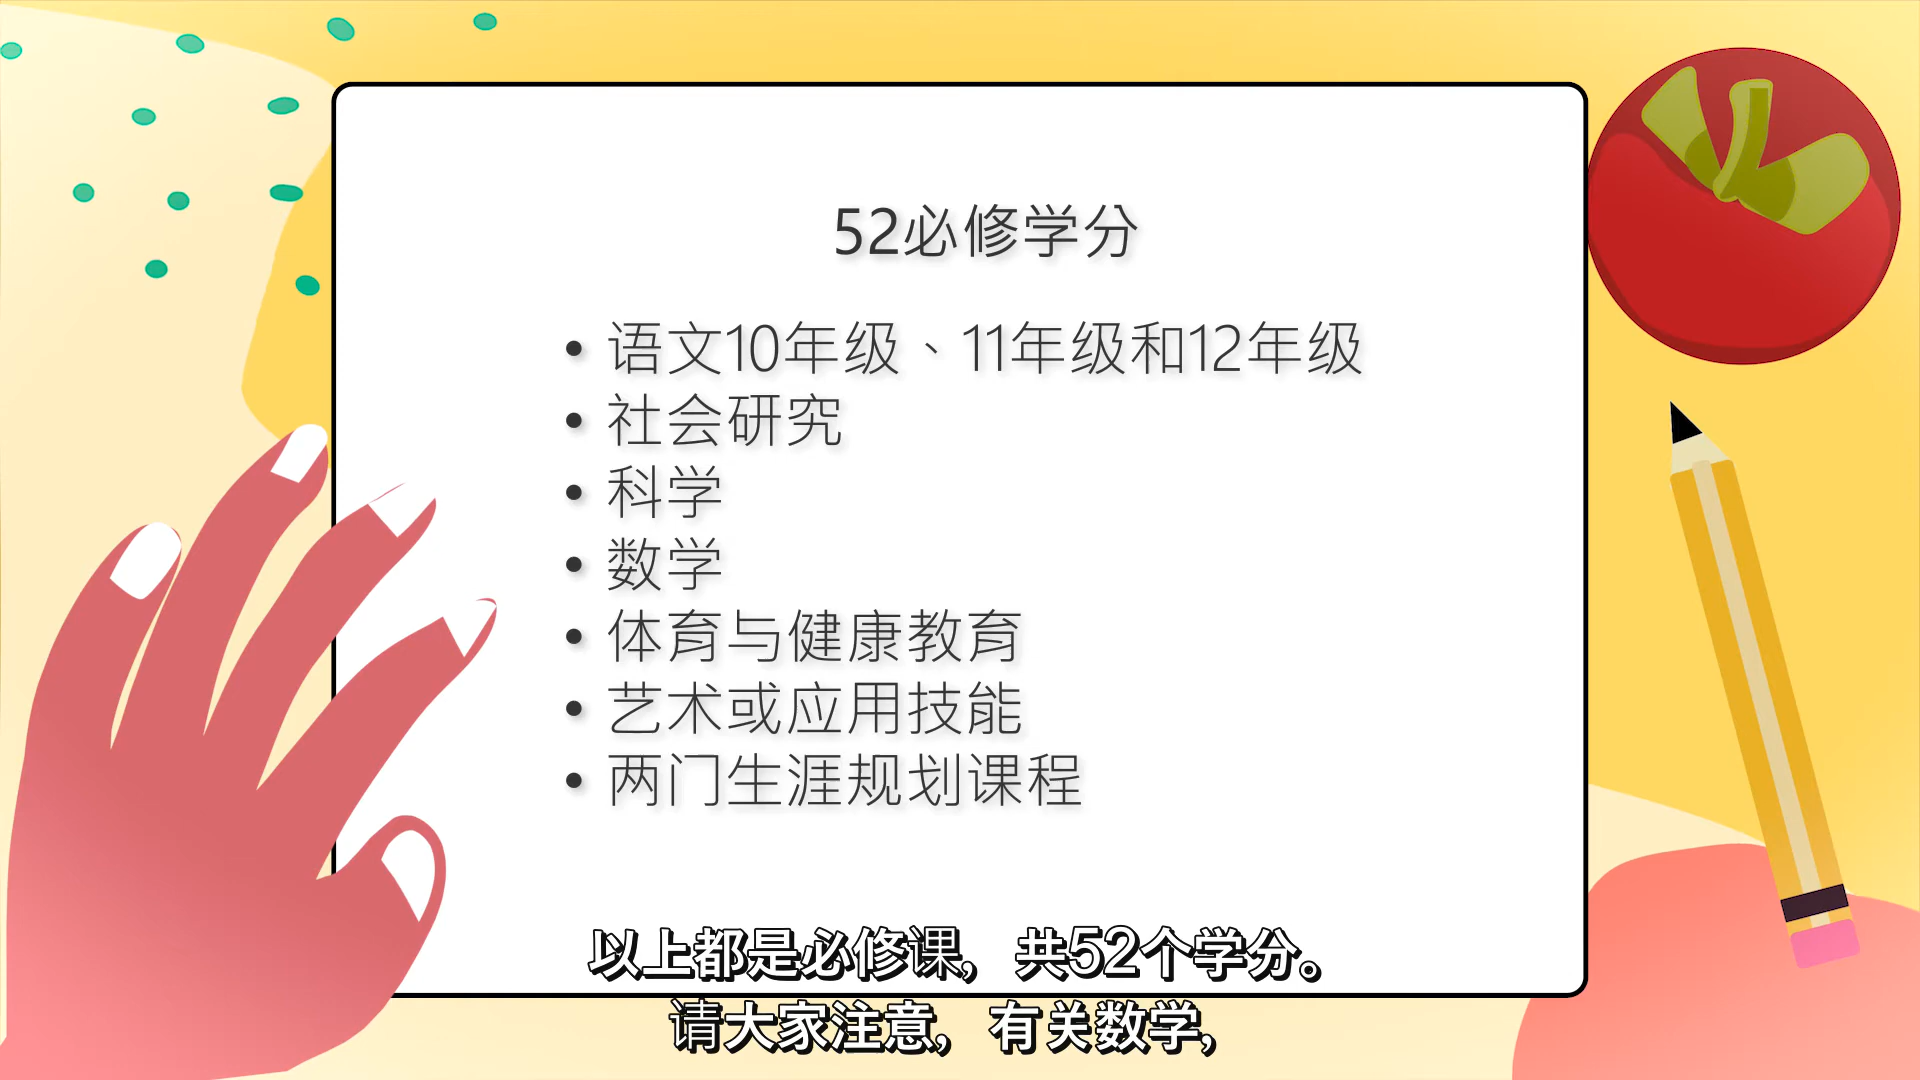 52必修学分
• 语文10年级、11年级和12年级
• 社会研究
• 科学
• 数学
• 体育与健康教育
• 艺术或应用技能
• 两门生涯规划课程
以上都是必修课，共52个学分。
请大家注意，有关数学，